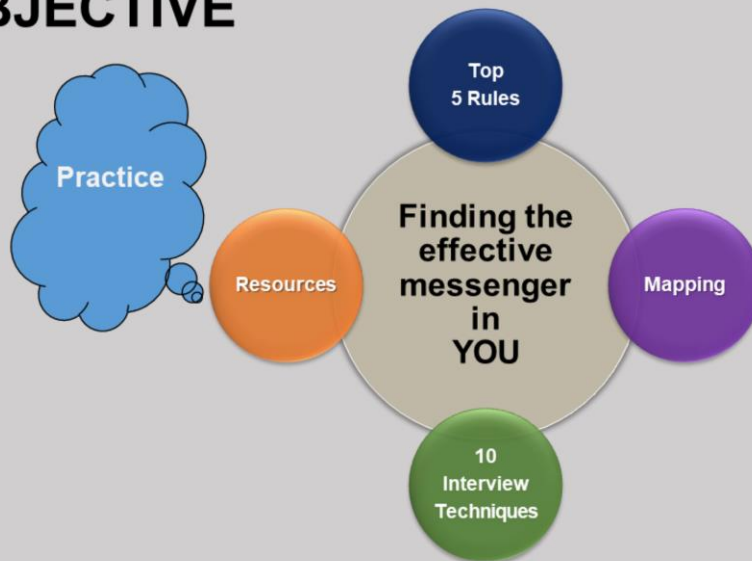 BJECTIVE
Top
5 Rules
Practice
Finding the
effective
messenger
in
YOU
Resources
Mapping
10
Interview
Techniques